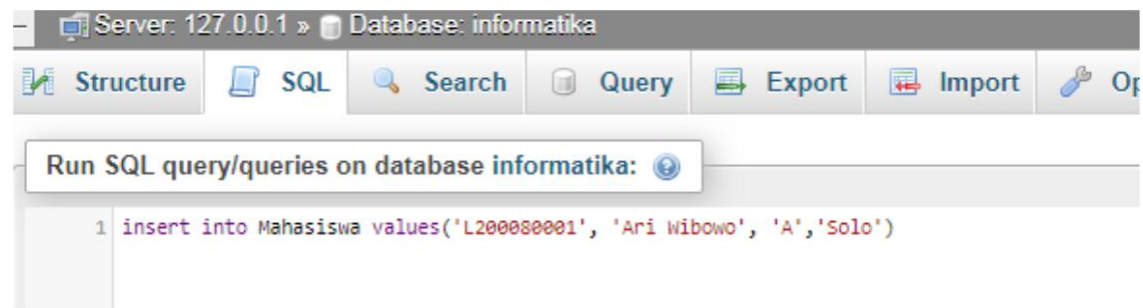 Server: 127.0.0.1 » Database: informatika
Structure SQL Search Query Export Import
Run SQL query/queries on database informatika:
1 insert into Mahasiswa values('L200080001', 'Ari Wibowo', 'A','Solo')